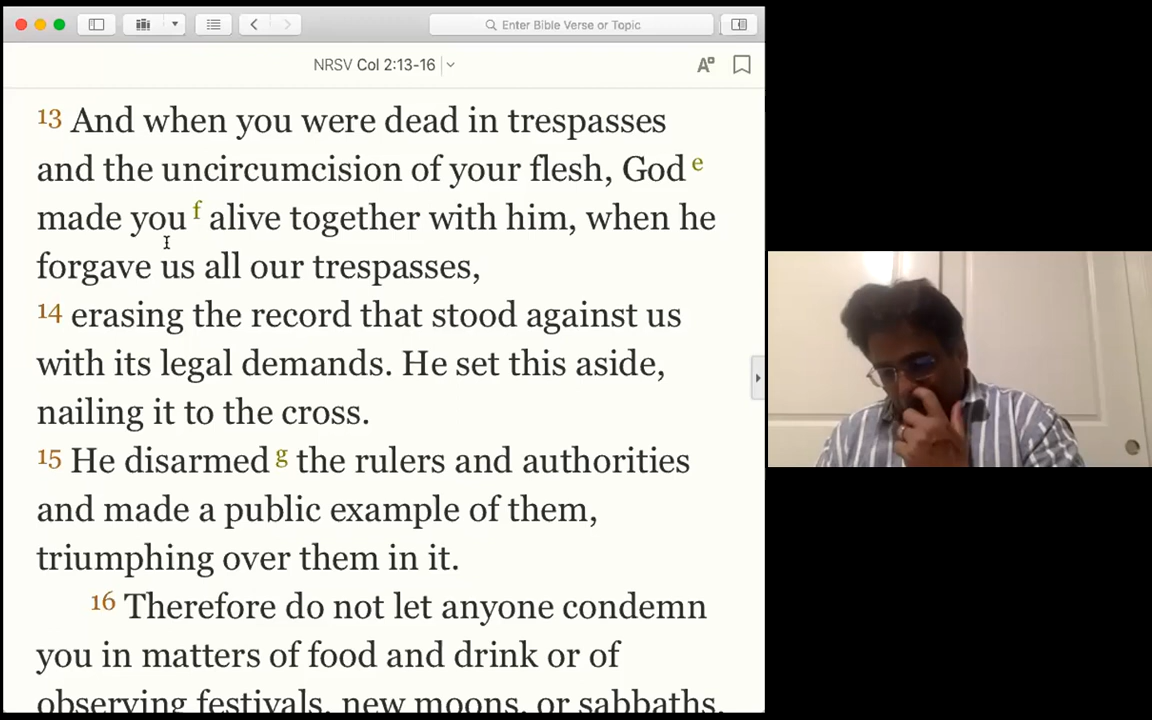 Enter Bible Verse or Topic
NRSV Col 2:13-16
13 And when you were dead in trespasses
and the uncircumcision of your flesh, God e
made you f alive together with him, when he
forgave us all our trespasses,
14 erasing the record that stood against us
with its legal demands. He set this aside,
nailing it to the cross.
15 He disarmed g the rulers and authorities
and made a public example of them,
triumphing over them in it.
16 Therefore do not let anyone condemn
you in matters of food and drink or of
observing festivals, new moons, or sabbaths.